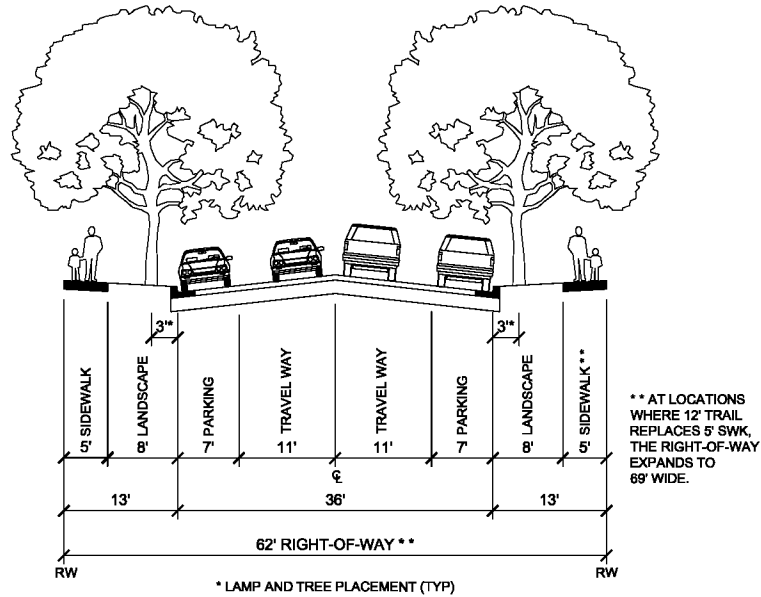 3'*
3'*
5' SIDEWALK
8' LANDSCAPE
7' PARKING
11' TRAVEL WAY
11' TRAVEL WAY
7' PARKING
8' LANDSCAPE
5' SIDEWALK **
** AT LOCATIONS
WHERE 12' TRAIL
REPLACES 5' SWK,
THE RIGHT-OF-WAY
EXPANDS TO
69' WIDE.
℄
13'
36'
13'
62' RIGHT-OF-WAY **
RW
RW
* LAMP AND TREE PLACEMENT (TYP)